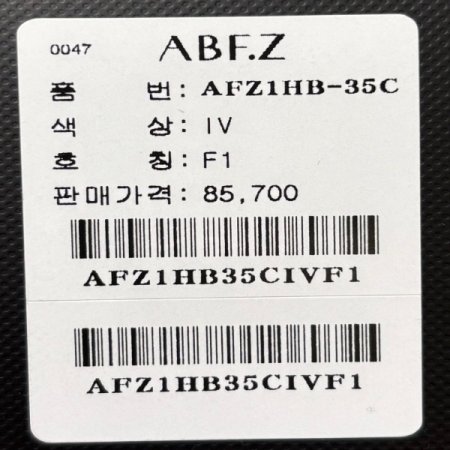 0047 ABF.Z
품 번 : AFZ1HB-35C
색 상 : IV
호 칭 : F1
판매가격 : 85,700
AFZ1HB35CIVF1
AFZ1HB35CIVF1